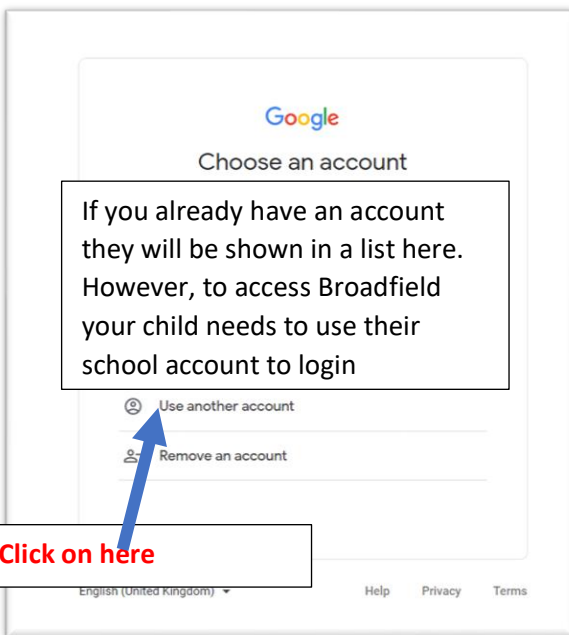 Google
Choose an account
If you already have an account
they will be shown in a list here.
However, to access Broadfield
your child needs to use their
school account to login
Use another account
Remove an account
Click on here
English (United Kingdom)
Help Privacy Terms